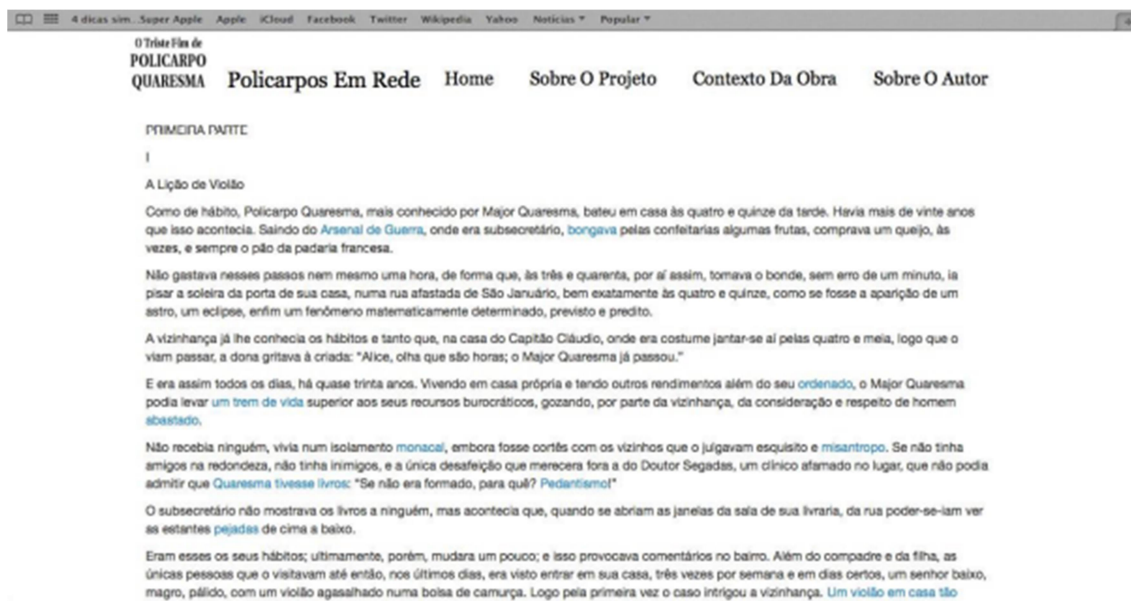 4 dicas sim...Super Apple Apple iCloud Facebook Twitter Wikipedia Yahoo Notícias Popular
O Triste Fim de
POLICARPO
QUARESMA
Policarpos Em Rede Home Sobre O Projeto Contexto Da Obra Sobre O Autor
PRIMEIRA PARTE
I
A Lição de Violão
Como de hábito, Policarpo Quaresma, mais conhecido por Major Quaresma, bateu em casa às quatro e quinze da tarde. Havia mais de vinte anos
que isso acontecia. Saindo do Arsenal de Guerra, onde era subsecretário, bongava pelas confeitarias algumas frutas, comprava um queijo, às
vezes, e sempre o pão da padaria francesa.
Não gastava nesses passos nem mesmo uma hora, de forma que, às três e quarenta, por aí assim, tomava o bonde, sem erro de um minuto, ia
pisar a soleira da porta de sua casa, numa rua afastada de São Januário, bem exatamente às quatro e quinze, como se fosse a aparição de um
astro, um eclipse, enfim um fenômeno matematicamente determinado, previsto e predito.
A vizinhança já lhe conhecia os hábitos e tanto que, na casa do Capitão Cláudio, onde era costume jantar-se aí pelas quatro e meia, logo que o
viam passar, a dona gritava à criada: "Alice, olha que são horas; o Major Quaresma já passou."
E era assim todos os dias, há quase trinta anos. Vivendo em casa própria e tendo outros rendimentos além do seu ordenado, o Major Quaresma
podia levar um trem de vida superior aos seus recursos burocráticos, gozando, por parte da vizinhança, da consideração e respeito de homem
abastado.
Não recebia ninguém, vivia num isolamento monacal, embora fosse cortês com os vizinhos que o julgavam esquisito e misantropo. Se não tinha
amigos na redondeza, não tinha inimigos, e a única desafeição que merecera fora a do Doutor Segadas, um clínico afamado no lugar, que não podia
admitir que Quaresma tivesse livros: "Se não era formado, para quê? Pedantismo!"
O subsecretário não mostrava os livros a ninguém, mas acontecia que, quando se abriam as janelas da sala de sua livraria, da rua poder-se-iam ver
as estantes pejadas de cima a baixo.
Eram esses os seus hábitos; ultimamente, porém, mudara um pouco; e isso provocava comentários no bairro. Além do compadre e da filha, as
únicas pessoas que o visitavam até então, nos últimos dias, era visto entrar em sua casa, três vezes por semana e em dias certos, um senhor baixo,
magro, pálido, com um violão agasalhado numa bolsa de camurça. Logo pela primeira vez o caso intrigou a vizinhança. Um violão em casa tão